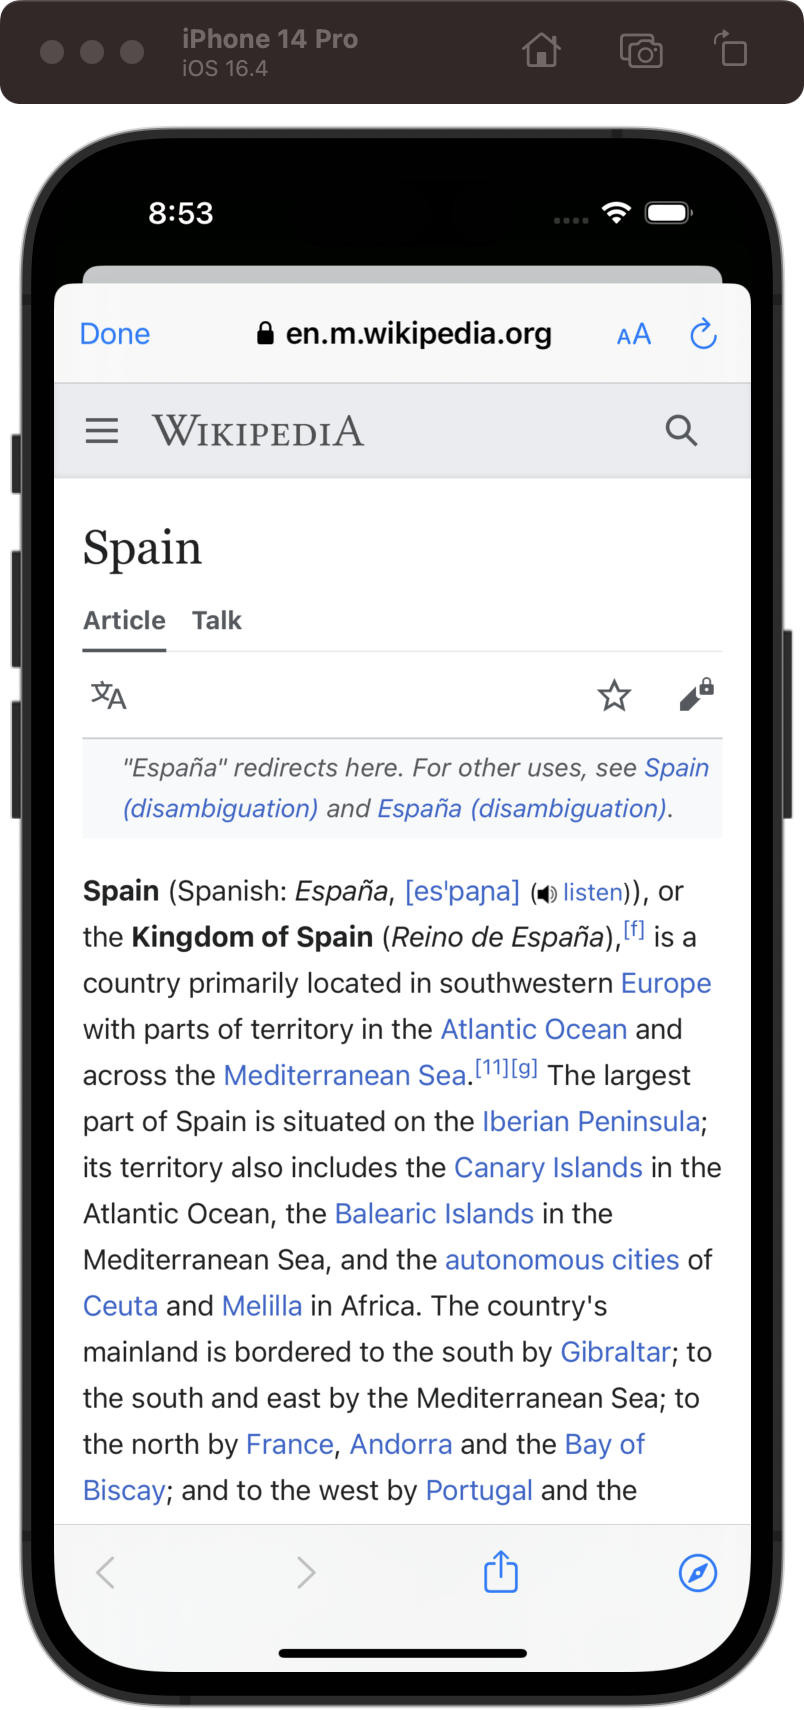 iPhone 14 Pro
iOS 16.4
8:53
Done
en.m.wikipedia.org
AA
WIKIPEDIA
Spain
Article Talk
文A
"España" redirects here. For other uses, see Spain
(disambiguation) and España (disambiguation).
Spain (Spanish: España, [esˈpaɲa] (listen)), or
the Kingdom of Spain (Reino de España),[f] is a
country primarily located in southwestern Europe
with parts of territory in the Atlantic Ocean and
across the Mediterranean Sea.[11][g] The largest
part of Spain is situated on the Iberian Peninsula;
its territory also includes the Canary Islands in the
Atlantic Ocean, the Balearic Islands in the
Mediterranean Sea, and the autonomous cities of
Ceuta and Melilla in Africa. The country's
mainland is bordered to the south by Gibraltar; to
the south and east by the Mediterranean Sea; to
the north by France, Andorra and the Bay of
Biscay; and to the west by Portugal and the